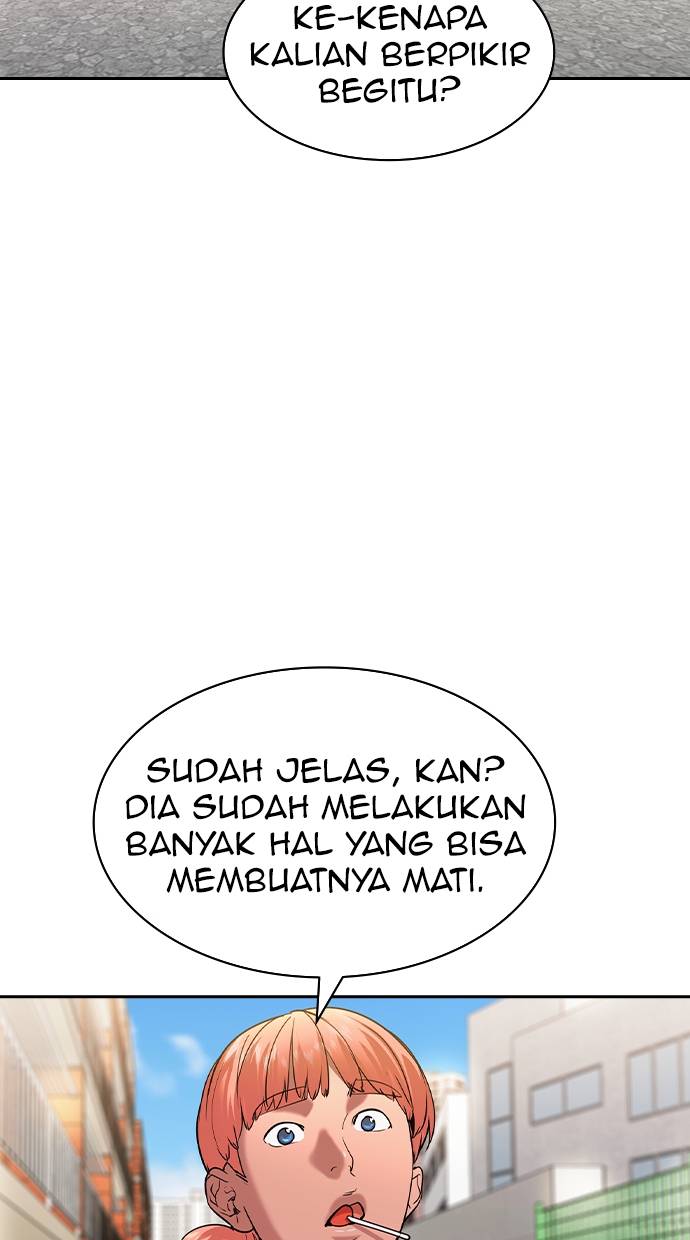 KE-KENAPA
KALIAN BERPIKIR
BEGITU?
SUDAH JELAS, KAN?
DIA SUDAH MELAKUKAN
BANYAK HAL YANG BISA
MEMBUATNYA MATI.